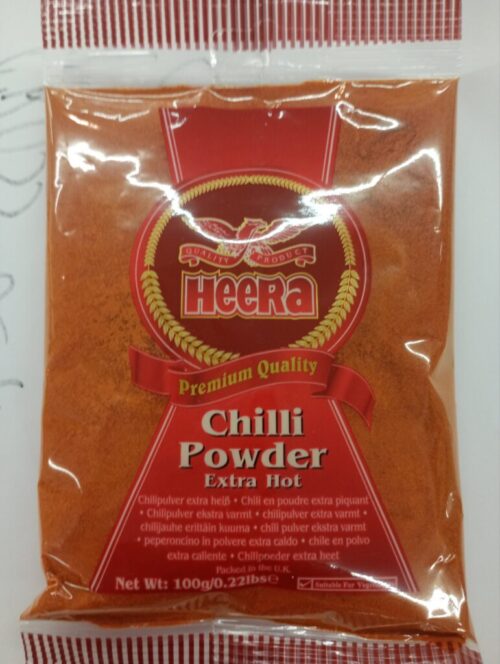 QUALITY PRODUCT
HEERA
Premium Quality
Chilli
Powder
Extra Hot
Chilipulver extra heiß • Chili en poudre extra piquant
• Chilipulver ekstra varmt • chilipulver extra varmt •
chilijauhe erittäin kuuma • chili pulver ekstra varmt
• peperoncino in polvere extra caldo • chile en polvo
extra caliente • Chilipoeder extra heet
Packed in the U.K.
Net Wt: 100g/0.22lbs℮
Suitable For